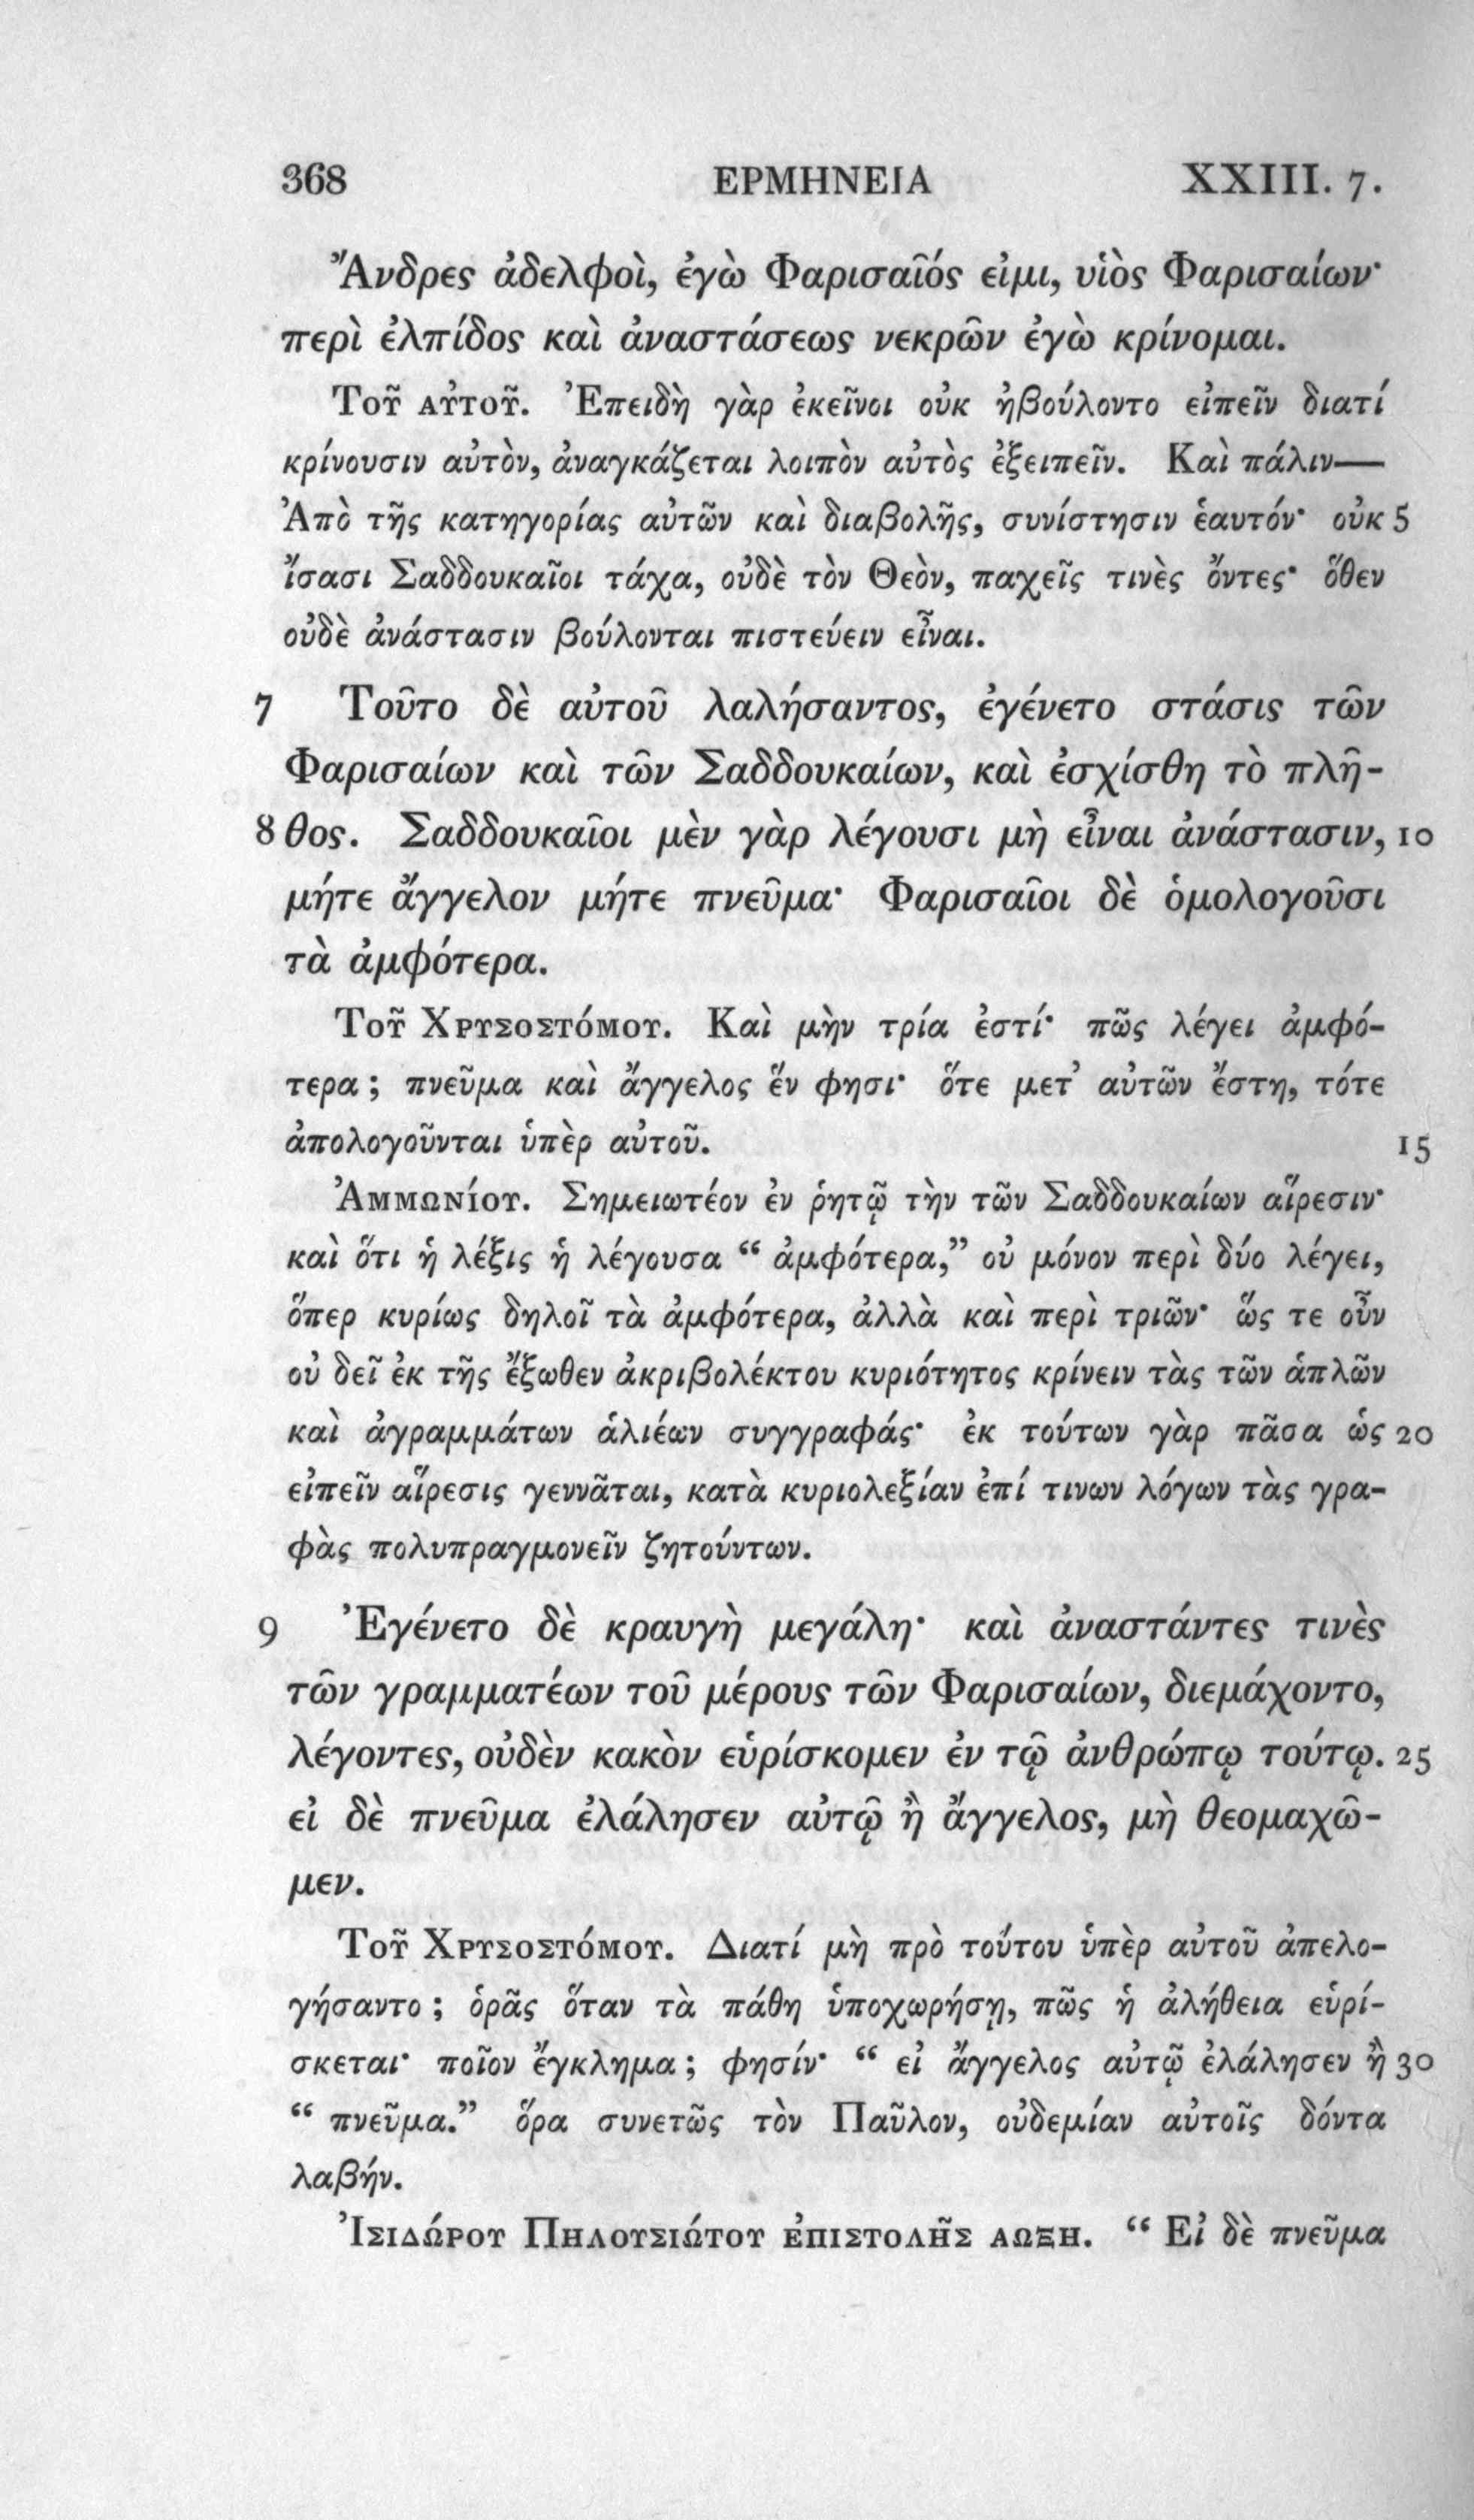 368 ΕΡΜΗΝΕΙΑ XXIII. 7.
Ἄνδρες ἀδελφοὶ, ἐγὼ Φαρισαῖός εἰμι, υἱὸς Φαρισαίων·
περὶ ἐλπίδος καὶ ἀναστάσεως νεκρῶν ἐγὼ κρίνομαι.
Τοῦ αὐτοῦ. Ἐπειδὴ γὰρ ἐκεῖνοι οὐκ ἠβούλοντο εἰπεῖν διατί
κρίνουσιν αὐτὸν, ἀναγκάζεται λοιπὸν αὐτὸς ἐξειπεῖν. Καὶ πάλιν—
Ἀπὸ τῆς κατηγορίας αὐτῶν καὶ διαβολῆς, συνίστησιν ἑαυτόν· οὐκ 5
ἴσασι Σαδδουκαῖοι τάχα, οὐδὲ τὸν Θεὸν, παχεῖς τινὲς ὄντες· ὅθεν
οὐδὲ ἀνάστασιν βούλονται πιστεύειν εἶναι.
7 Τοῦτο δὲ αὐτοῦ λαλήσαντος, ἐγένετο στάσις τῶν
Φαρισαίων καὶ τῶν Σαδδουκαίων, καὶ ἐσχίσθη τὸ πλῆ-
8 θος. Σαδδουκαῖοι μὲν γὰρ λέγουσι μὴ εἶναι ἀνάστασιν, 10
μήτε ἄγγελον μήτε πνεῦμα· Φαρισαῖοι δὲ ὁμολογοῦσι
τὰ ἀμφότερα.
Τοῦ Χρυσοστόμου. Καὶ μὴν τρία ἐστί· πῶς λέγει ἀμφό-
τερα; πνεῦμα καὶ ἄγγελος ἕν φησι· ὅτε μετ᾽ αὐτῶν ἔστη, τότε
ἀπολογοῦνται ὑπὲρ αὐτοῦ. 15
Ἀμμωνίου. Σημειωτέον ἐν ῥητῷ τὴν τῶν Σαδδουκαίων αἵρεσιν·
καὶ ὅτι ἡ λέξις ἡ λέγουσα “ ἀμφότερα,” οὐ μόνον περὶ δύο λέγει,
ὅπερ κυρίως δηλοῖ τὰ ἀμφότερα, ἀλλὰ καὶ περὶ τριῶν· ὥς τε οὖν
οὐ δεῖ ἐκ τῆς ἔξωθεν ἀκριβολέκτου κυριότητος κρίνειν τὰς τῶν ἁπλῶν
καὶ ἀγραμμάτων ἁλιέων συγγραφάς· ἐκ τούτων γὰρ πᾶσα ὡς 20
εἰπεῖν αἵρεσις γεννᾶται, κατὰ κυριολεξίαν ἐπί τινων λόγων τὰς γρα-
φὰς πολυπραγμονεῖν ζητούντων.
9 Ἐγένετο δὲ κραυγὴ μεγάλη· καὶ ἀναστάντες τινὲς
τῶν γραμματέων τοῦ μέρους τῶν Φαρισαίων, διεμάχοντο,
λέγοντες, οὐδὲν κακὸν εὑρίσκομεν ἐν τῷ ἀνθρώπῳ τούτῳ. 25
εἰ δὲ πνεῦμα ἐλάλησεν αὐτῷ ἢ ἄγγελος, μὴ θεομαχῶ-
μεν.
Τοῦ Χρυσοστόμου. Διατί μὴ πρὸ τούτου ὑπὲρ αὐτοῦ ἀπελο-
γήσαντο; ὁρᾶς ὅταν τὰ πάθη ὑποχωρήσῃ, πῶς ἡ ἀλήθεια εὑρί-
σκεται· ποῖον ἔγκλημα; φησίν· “ εἰ ἄγγελος αὐτῷ ἐλάλησεν ἢ 30
“ πνεῦμα.” ὅρα συνετῶς τὸν Παῦλον, οὐδεμίαν αὐτοῖς δόντα
λαβήν.
Ἰσιδώρου Πηλουσιώτου ἐπιστολῆς αωξη. “ Εἰ δὲ πνεῦμα